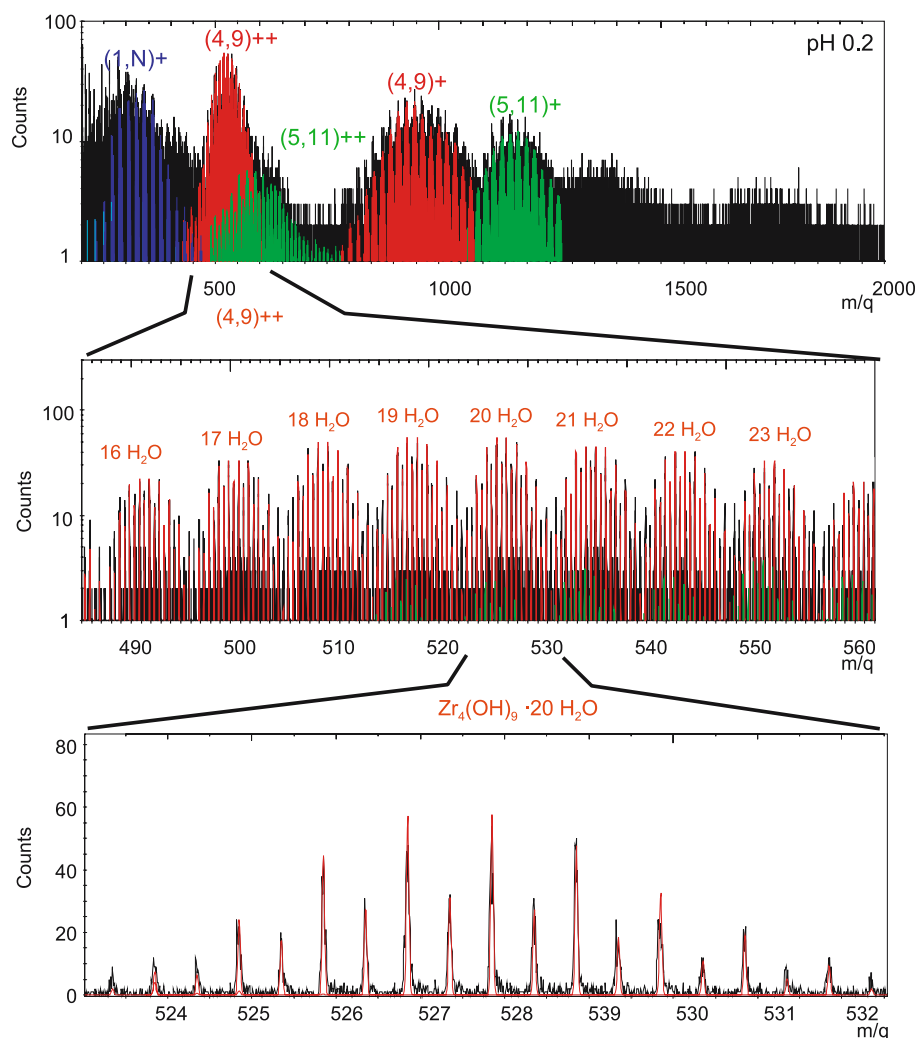 100
(1,N)+
(4,9)++
(4,9)+
pH 0.2
(5,11)+
(5,11)++
Counts
10
1
500
1000
1500
2000
m/q
(4,9)++
100
16 H₂O
17 H₂O
18 H₂O
19 H₂O
20 H₂O
21 H₂O
22 H₂O
23 H₂O
Counts
10
1
490
500
510
520
530
540
550
560
m/q
Zr₄(OH)₉ ·20 H₂O
80
60
Counts
40
20
0
524
525
526
527
528
539
530
531
532
m/q